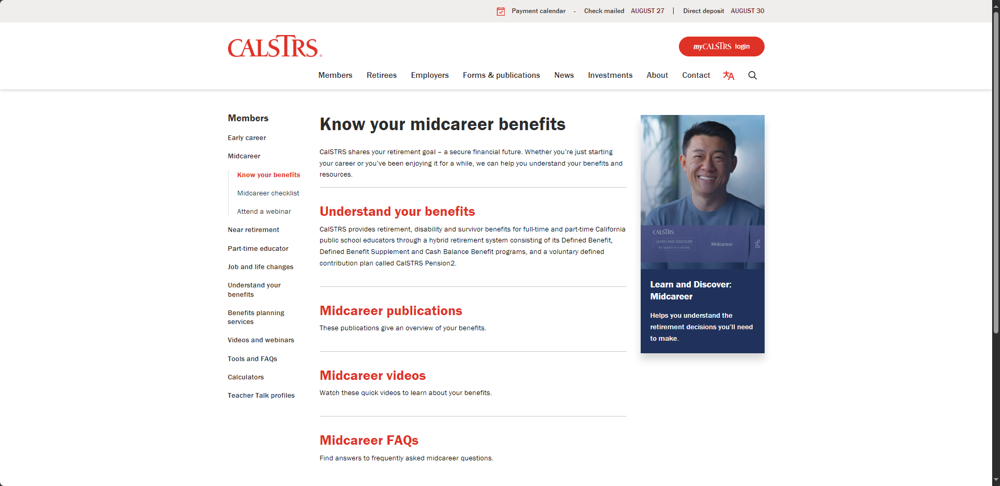 Payment calendar - Check mailed AUGUST 27 | Direct deposit AUGUST 30
CALSTRS®
myCALSTRS login
Members Retirees Employers Forms & publications News Investments About Contact
Members
Early career
Midcareer
Know your benefits
Midcareer checklist
Attend a webinar
Near retirement
Part-time educator
Job and life changes
Understand your
benefits
Benefits planning
services
Videos and webinars
Tools and FAQs
Calculators
Teacher Talk profiles
Know your midcareer benefits
CalSTRS shares your retirement goal – a secure financial future. Whether you’re just starting
your career or you’ve been enjoying it for a while, we can help you understand your benefits and
resources.
Understand your benefits
CalSTRS provides retirement, disability and survivor benefits for full-time and part-time California
public school educators through a hybrid retirement system consisting of its Defined Benefit,
Defined Benefit Supplement and Cash Balance Benefit programs, and a voluntary defined
contribution plan called CalSTRS Pension2.
Midcareer publications
These publications give an overview of your benefits.
Midcareer videos
Watch these quick videos to learn about your benefits.
Midcareer FAQs
Find answers to frequently asked midcareer questions.
CALSTRS
LEARN AND DISCOVER
THE BENEFIT OF A LIFETIME
Midcareer
Learn and Discover:
Midcareer
Helps you understand the
retirement decisions you’ll need
to make.